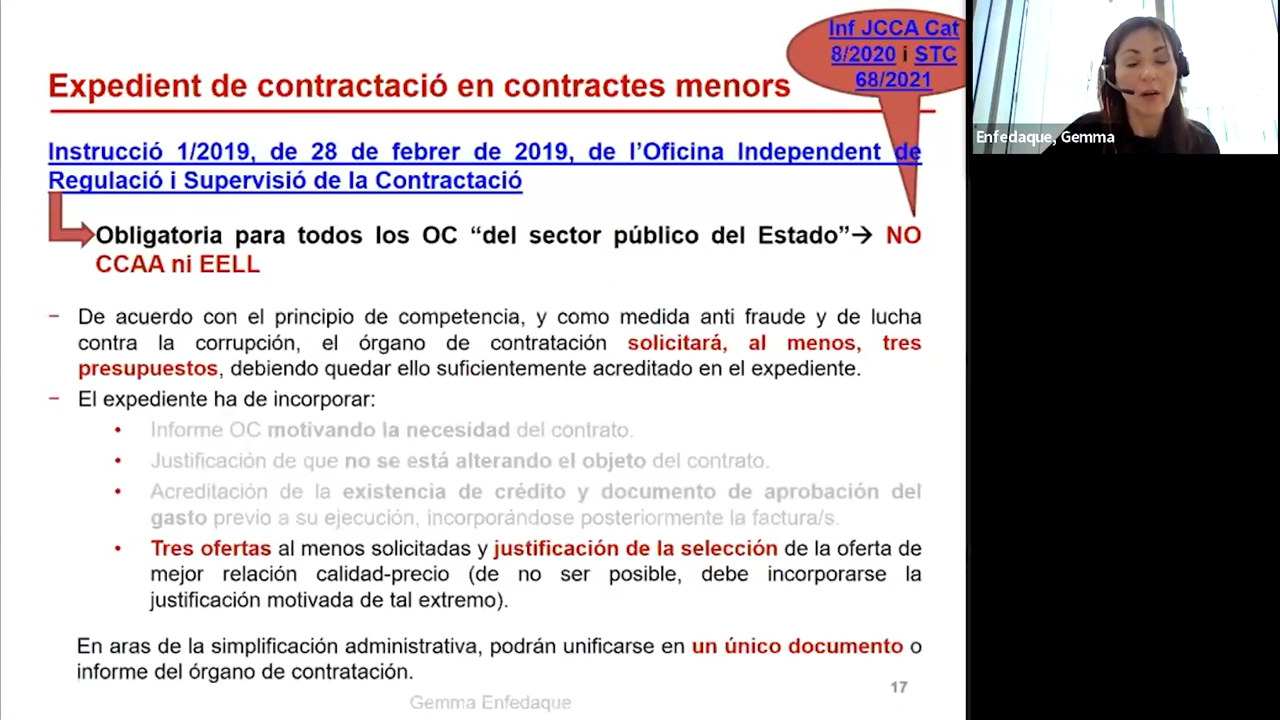 Inf JCCA Cat
8/2020 i STC
68/2021
Expedient de contractació en contractes menors
Instrucció 1/2019, de 28 de febrer de 2019, de l’Oficina Independent de
Regulació i Supervisió de la Contractació
Obligatoria para todos los OC “del sector público del Estado”→ NO
CCAA ni EELL
− De acuerdo con el principio de competencia, y como medida anti fraude y de lucha
contra la corrupción, el órgano de contratación solicitará, al menos, tres
presupuestos, debiendo quedar ello suficientemente acreditado en el expediente.
− El expediente ha de incorporar:
• Informe OC motivando la necesidad del contrato.
• Justificación de que no se está alterando el objeto del contrato.
• Acreditación de la existencia de crédito y documento de aprobación del
gasto previo a su ejecución, incorporándose posteriormente la factura/s.
• Tres ofertas al menos solicitadas y justificación de la selección de la oferta de
mejor relación calidad-precio (de no ser posible, debe incorporarse la
justificación motivada de tal extremo).
En aras de la simplificación administrativa, podrán unificarse en un único documento o
informe del órgano de contratación.
17
Gemma Enfedaque
Enfedaque, Gemma